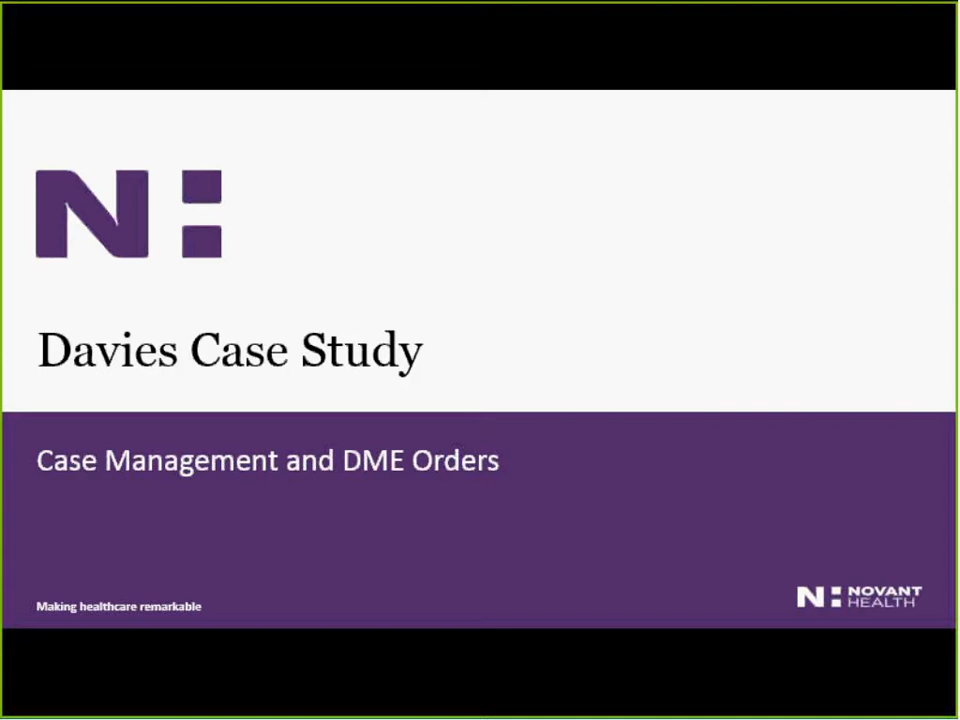 N:
Davies Case Study
Case Management and DME Orders
Making healthcare remarkable
N: NOVANT
HEALTH